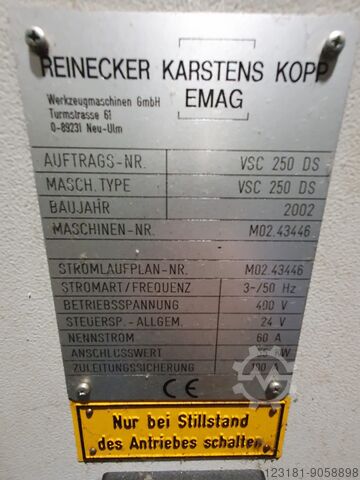 REINECKER KARSTENS KOPP
EMAG
Werkzeugmaschinen GmbH
Turmstrasse 61
D-89231 Neu-Ulm
AUFTRAGS-NR. VSC 250 DS
MASCH.TYPE VSC 250 DS
BAUJAHR 2002
MASCHINEN-NR. M02.43446
STROMLAUFPLAN-NR. M02.43446
STROMART/FREQUENZ 3~/50 Hz
BETRIEBSSPANNUNG 400 V
STEUERSP.-ALLGEM. 24 V
NENNSTROM 60 A
ANSCHLUSSWERT kW
ZULEITUNGSSICHERUNG A
CE
Nur bei Stillstand
des Antriebes schalten
123181-9058898